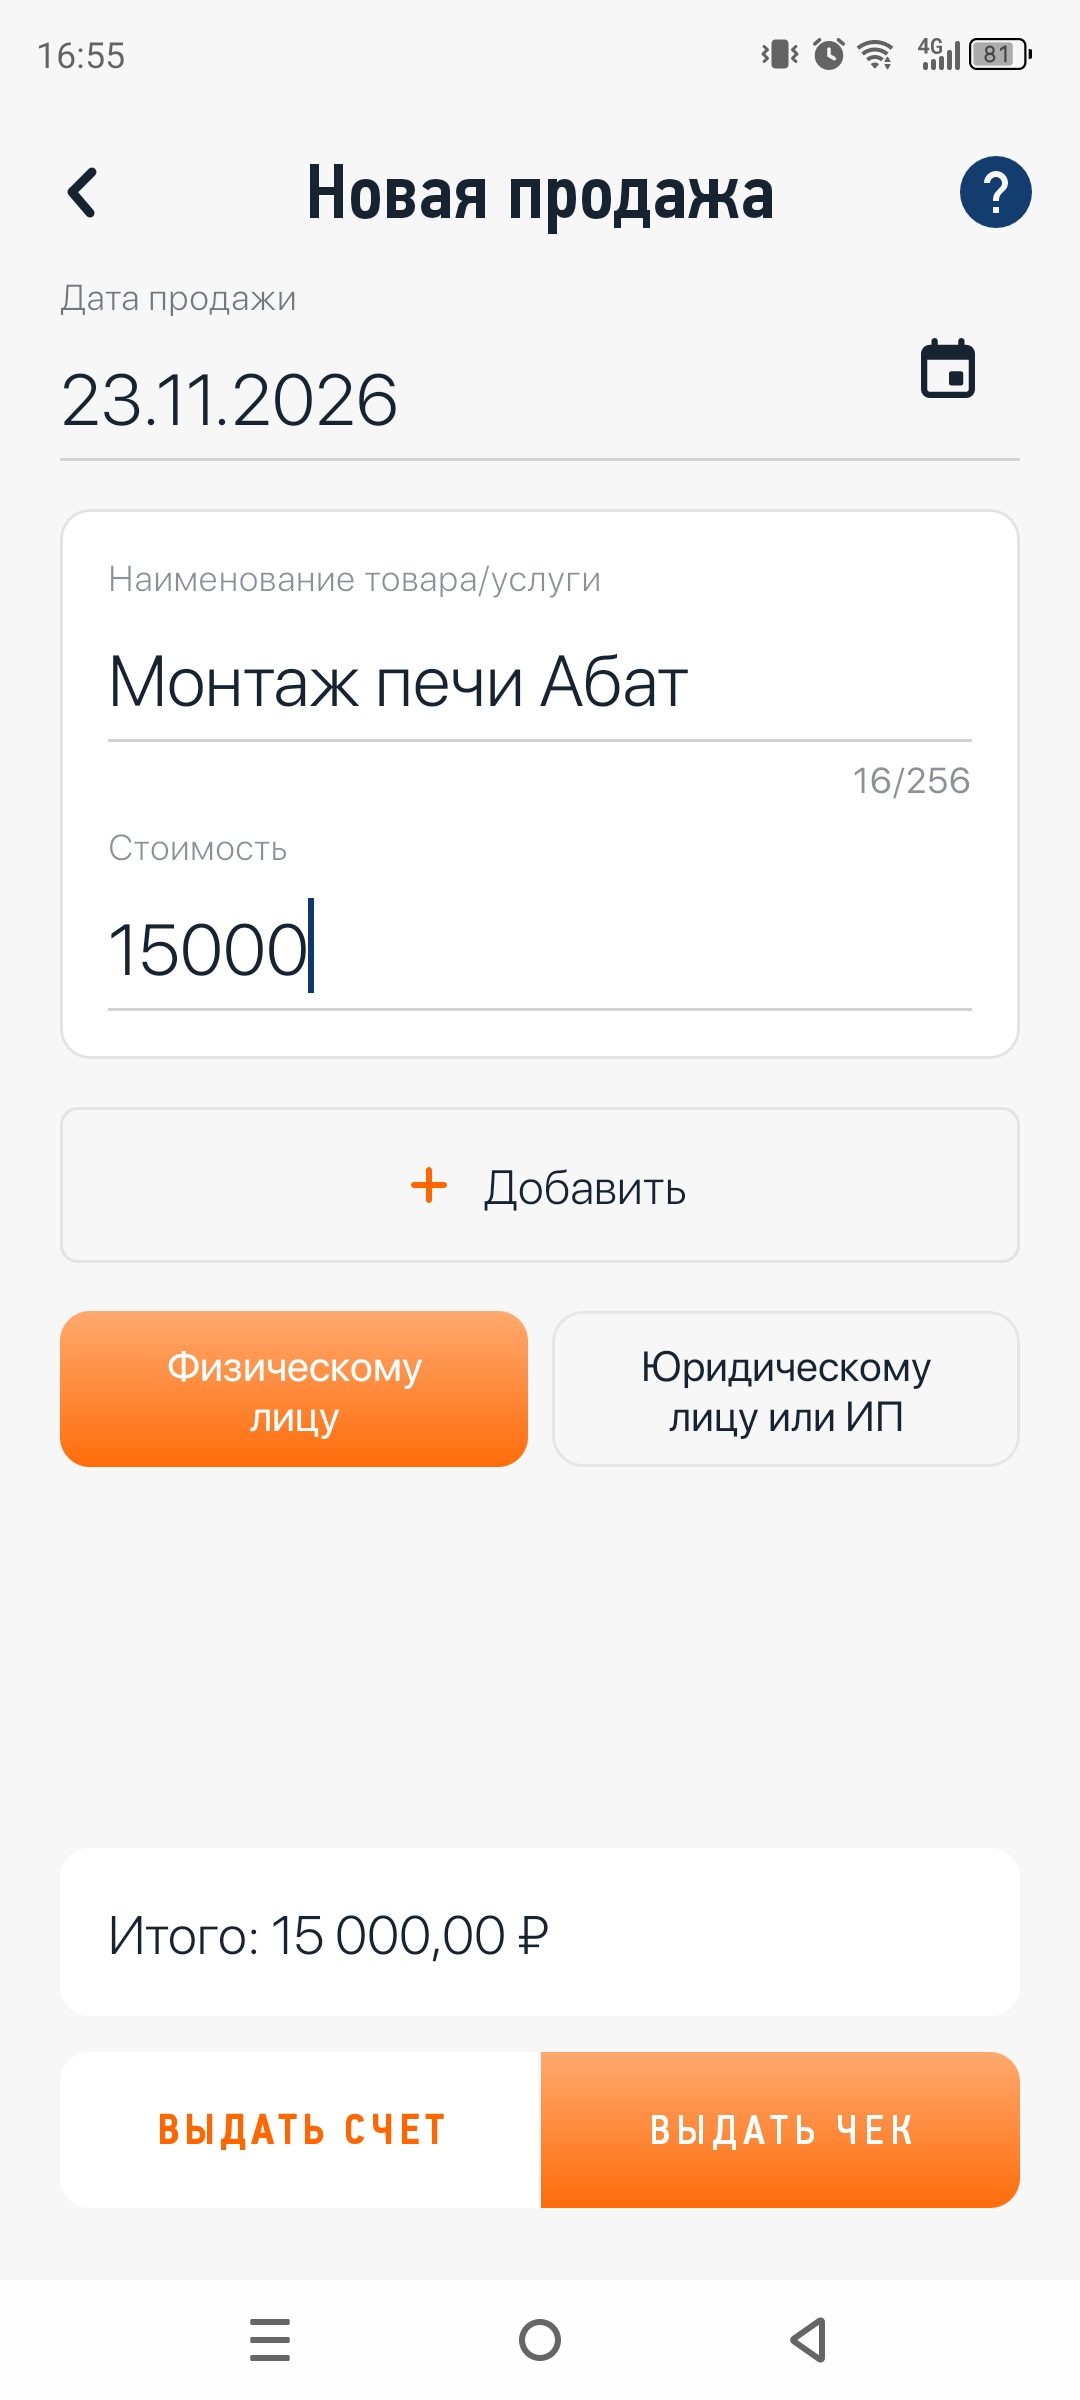 16:55
4G
81
Новая продажа
?
Дата продажи
23.11.2026
Наименование товара/услуги
Монтаж печи Абат
16/256
Стоимость
15000
+ Добавить
Физическому
лицу
Юридическому
лицу или ИП
Итого: 15 000,00 ₽
ВЫДАТЬ СЧЕТ
ВЫДАТЬ ЧЕК